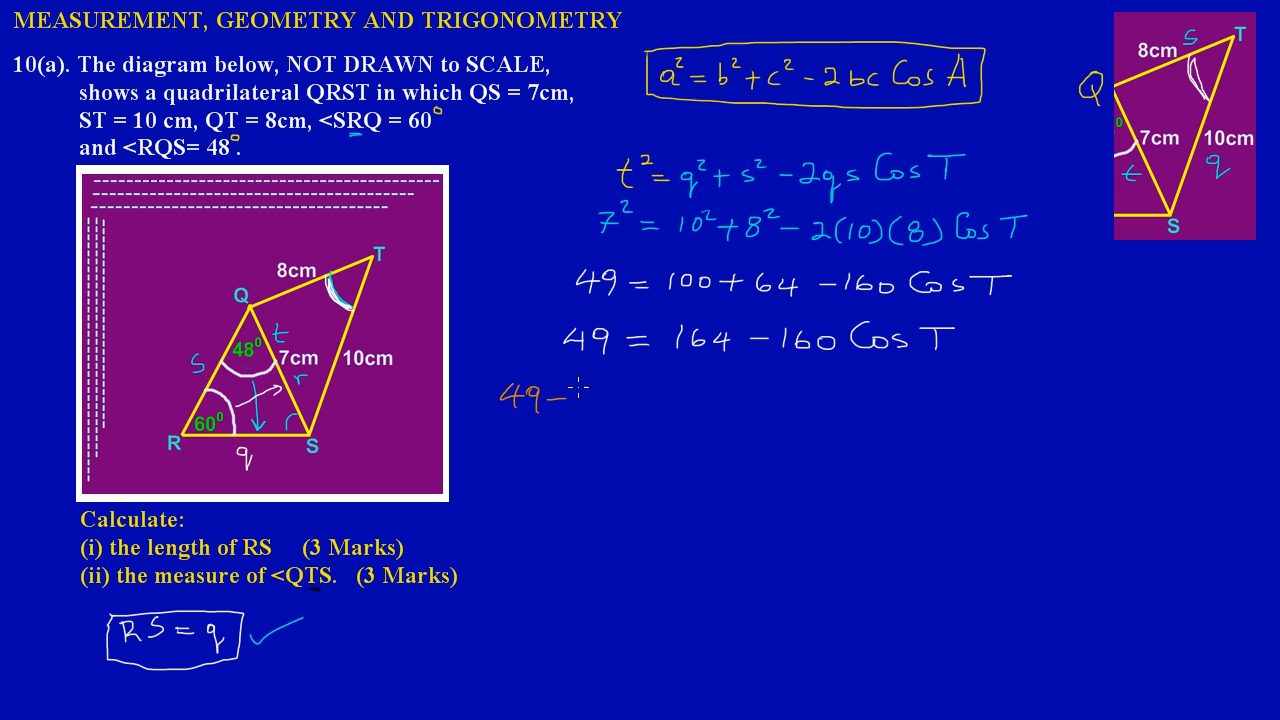 MEASUREMENT, GEOMETRY AND TRIGONOMETRY
10(a). The diagram below, NOT DRAWN to SCALE,
shows a quadrilateral QRST in which QS = 7cm,
ST = 10 cm, QT = 8cm, <SRQ = 60°
and <RQS= 48°.
T
8cm
Q
t
48⁰
7cm
10cm
s
r
60⁰
r
R
S
q
Calculate:
(i) the length of RS (3 Marks)
(ii) the measure of <QTS. (3 Marks)
RS = q
a² = b² + c² - 2bc Cos A
t² = q² + s² - 2qs Cos T
7² = 10² + 8² - 2(10)(8) Cos T
49 = 100 + 64 - 160 Cos T
49 = 164 - 160 Cos T
49 -
s
T
8cm
Q
0
7cm
10cm
t
q
S